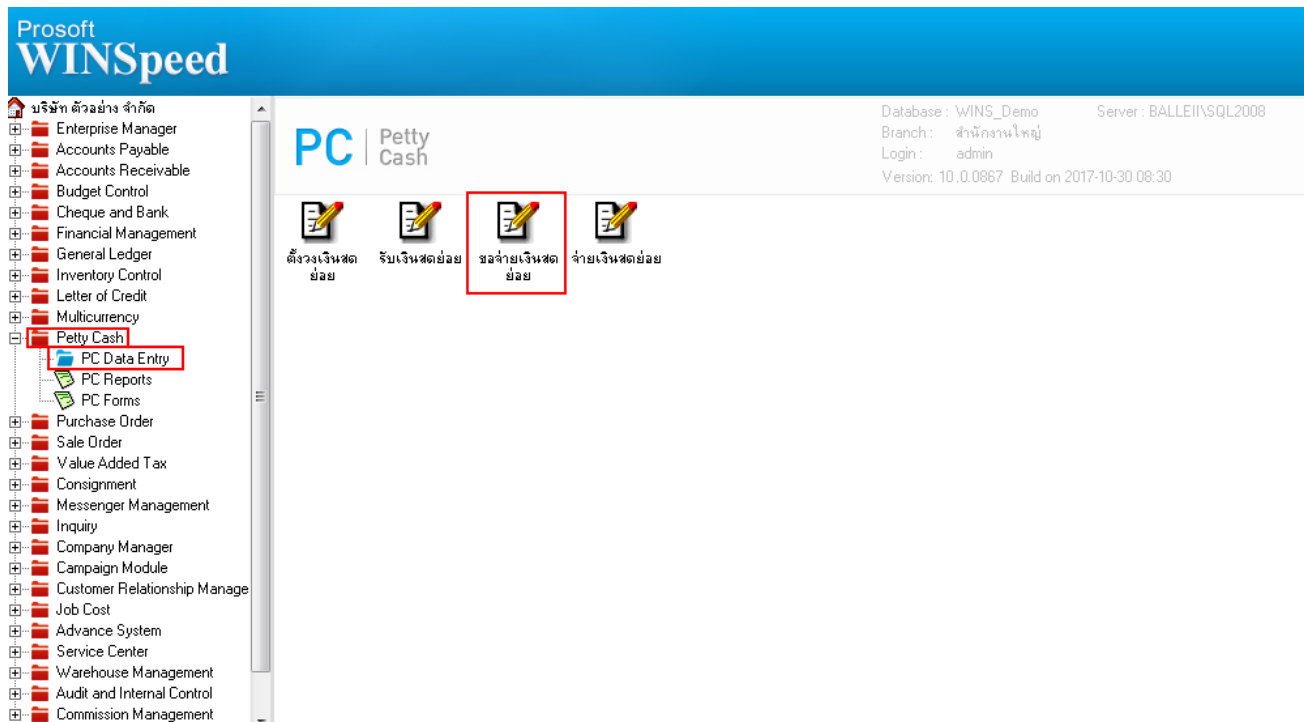 Prosoft
WINSpeed
บริษัท ตัวอย่าง จำกัด
Enterprise Manager
Accounts Payable
Accounts Receivable
Budget Control
Cheque and Bank
Financial Management
General Ledger
Inventory Control
Letter of Credit
Multicurrency
Petty Cash
PC Data Entry
PC Reports
PC Forms
Purchase Order
Sale Order
Value Added Tax
Consignment
Messenger Management
Inquiry
Company Manager
Campaign Module
Customer Relationship Manage
Job Cost
Advance System
Service Center
Warehouse Management
Audit and Internal Control
Commission Management
PC | Petty
Cash
Database : WINS_Demo Server : BALLEII\SQL2008
Branch : สำนักงานใหญ่
Login : admin
Version: 10.0.0867 Build on 2017-10-30 08:30
ตั้งวงเงินสด
ย่อย
รับเงินสดย่อย
ขอจ่ายเงินสด
ย่อย
จ่ายเงินสดย่อย